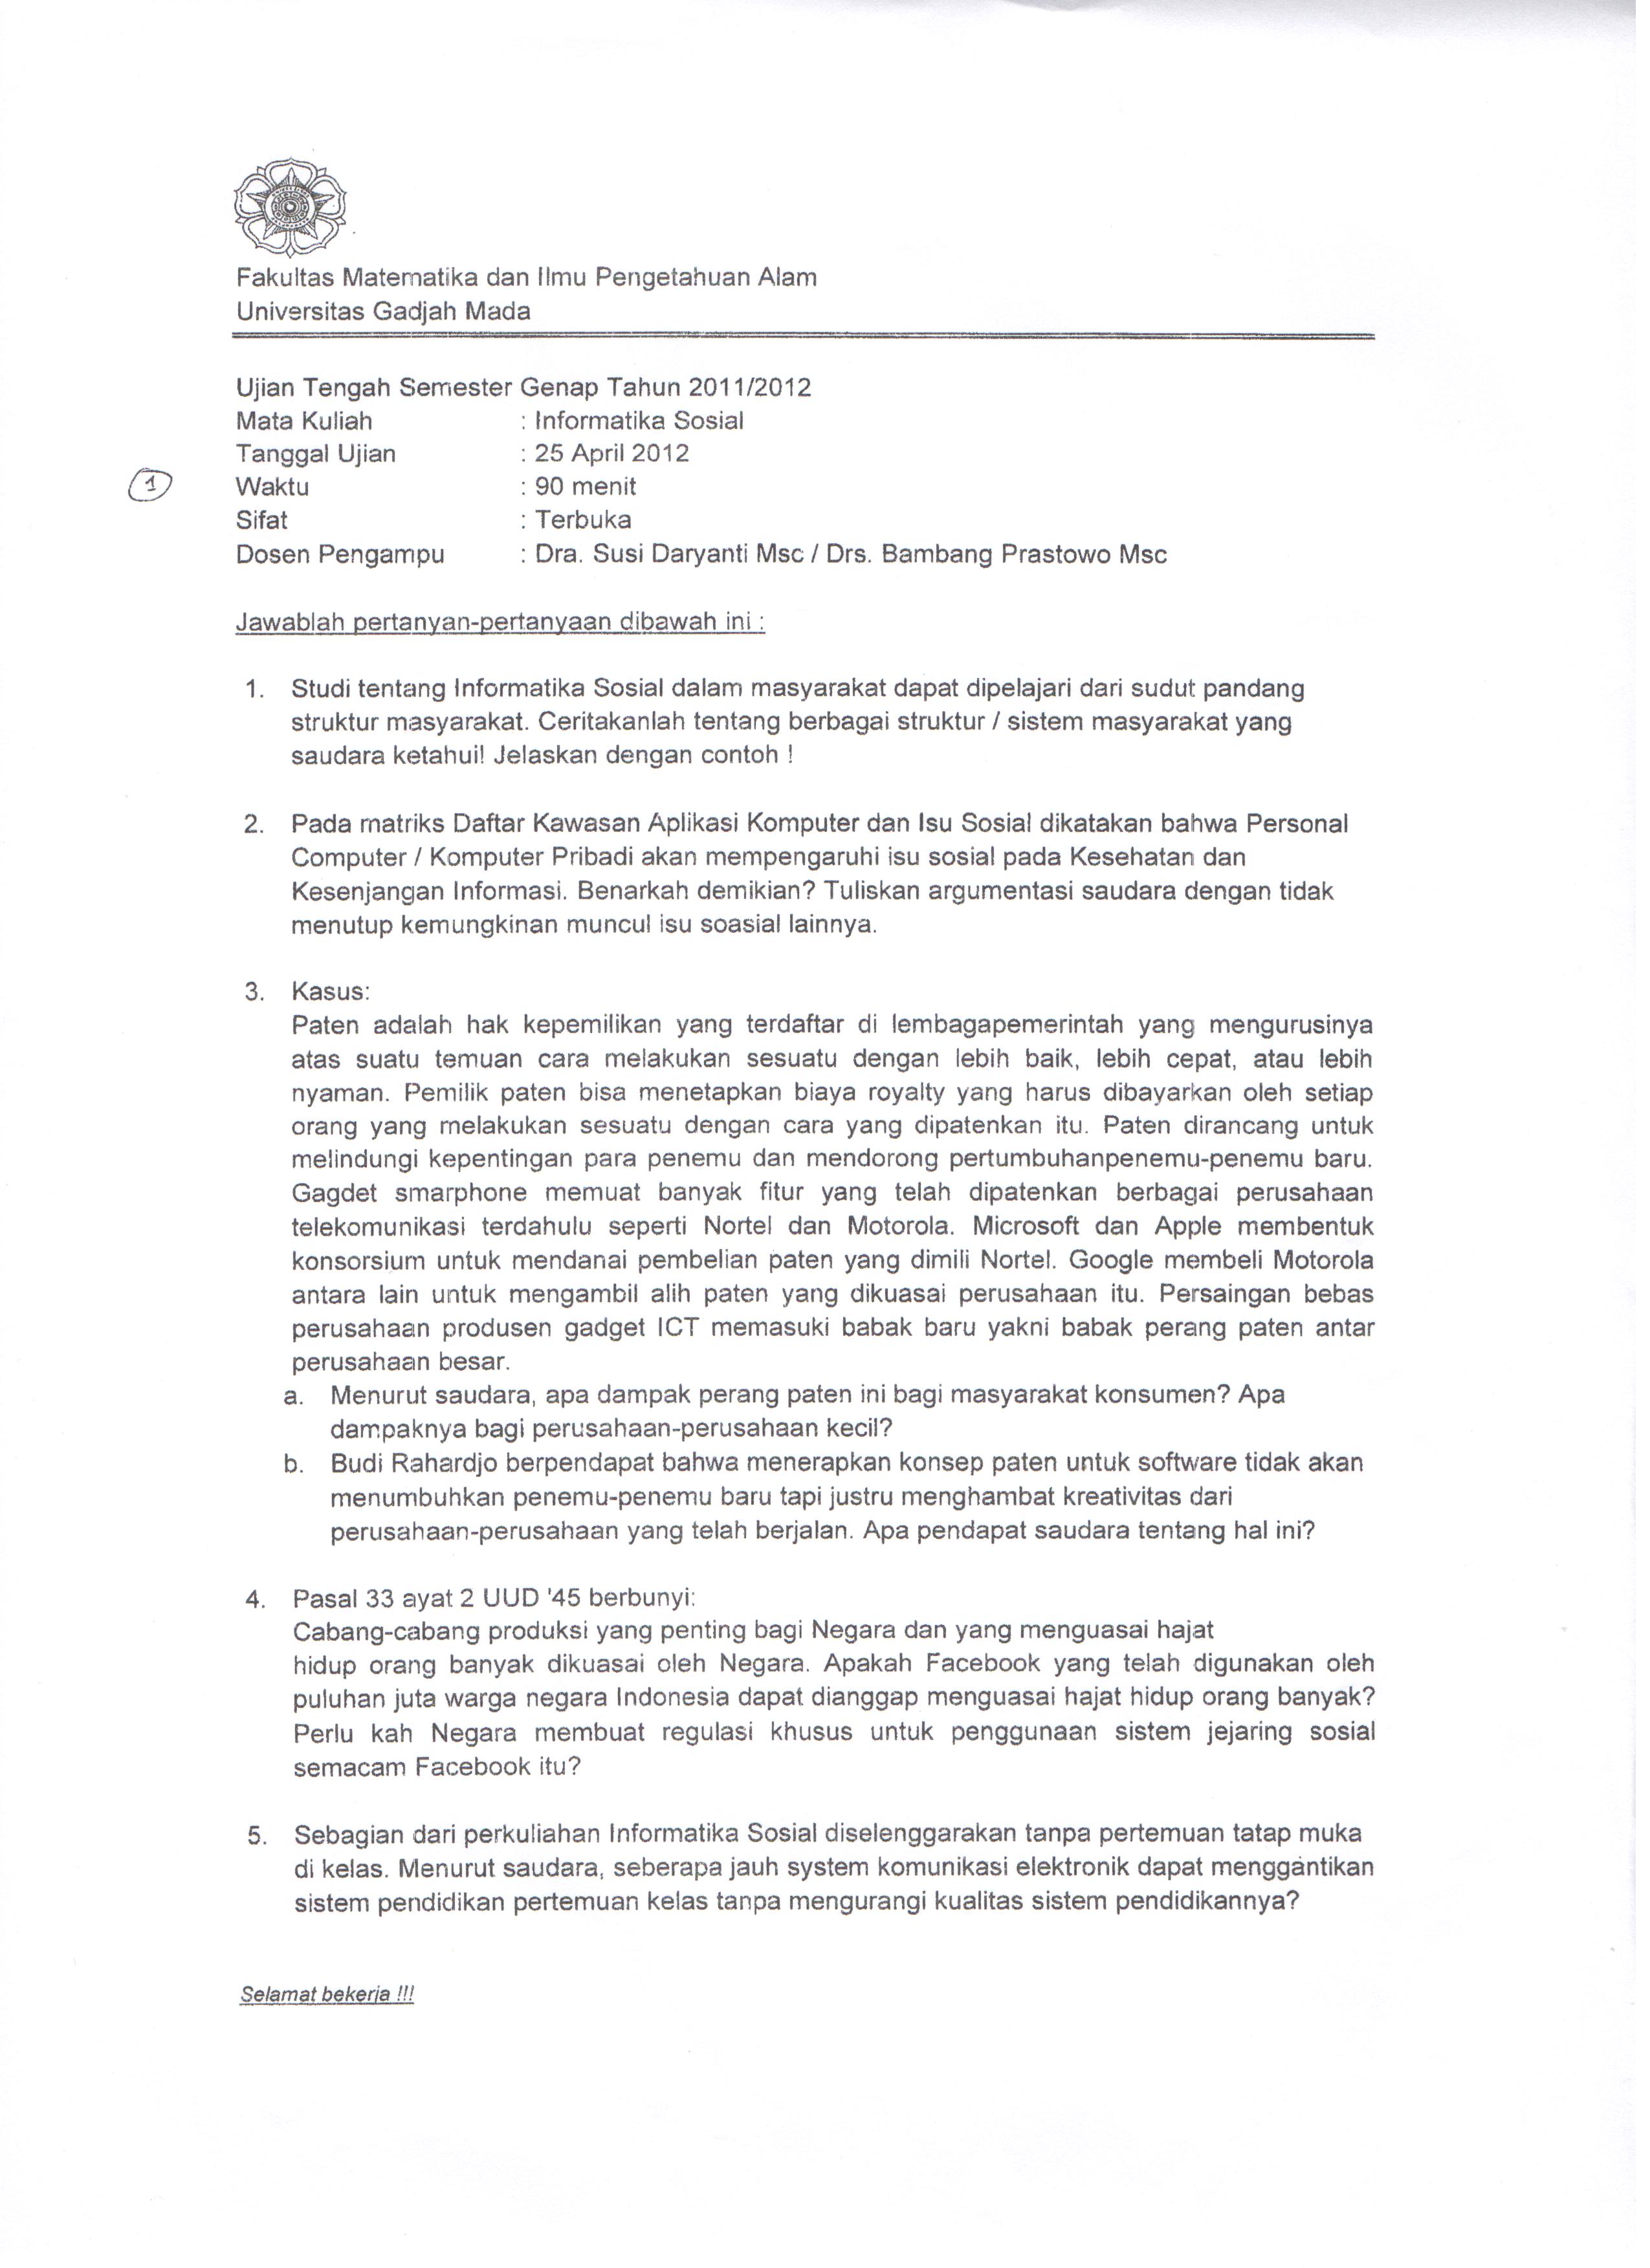 Fakultas Matematika dan Ilmu Pengetahuan Alam
Universitas Gadjah Mada
Ujian Tengah Semester Genap Tahun 2011/2012
Mata Kuliah : Informatika Sosial
Tanggal Ujian : 25 April 2012
1
Waktu : 90 menit
Sifat : Terbuka
Dosen Pengampu : Dra. Susi Daryanti Msc / Drs. Bambang Prastowo Msc
Jawablah pertanyan-pertanyaan dibawah ini :
1. Studi tentang Informatika Sosial dalam masyarakat dapat dipelajari dari sudut pandang
struktur masyarakat. Ceritakanlah tentang berbagai struktur / sistem masyarakat yang
saudara ketahui! Jelaskan dengan contoh !
2. Pada matriks Daftar Kawasan Aplikasi Komputer dan Isu Sosial dikatakan bahwa Personal
Computer / Komputer Pribadi akan mempengaruhi isu sosial pada Kesehatan dan
Kesenjangan Informasi. Benarkah demikian? Tuliskan argumentasi saudara dengan tidak
menutup kemungkinan muncul isu soasial lainnya.
3. Kasus:
Paten adalah hak kepemilikan yang terdaftar di lembagapemerintah yang mengurusinya
atas suatu temuan cara melakukan sesuatu dengan lebih baik, lebih cepat, atau lebih
nyaman. Pemilik paten bisa menetapkan biaya royalty yang harus dibayarkan oleh setiap
orang yang melakukan sesuatu dengan cara yang dipatenkan itu. Paten dirancang untuk
melindungi kepentingan para penemu dan mendorong pertumbuhanpenemu-penemu baru.
Gagdet smarphone memuat banyak fitur yang telah dipatenkan berbagai perusahaan
telekomunikasi terdahulu seperti Nortel dan Motorola. Microsoft dan Apple membentuk
konsorsium untuk mendanai pembelian paten yang dimili Nortel. Google membeli Motorola
antara lain untuk mengambil alih paten yang dikuasai perusahaan itu. Persaingan bebas
perusahaan produsen gadget ICT memasuki babak baru yakni babak perang paten antar
perusahaan besar.
a. Menurut saudara, apa dampak perang paten ini bagi masyarakat konsumen? Apa
dampaknya bagi perusahaan-perusahaan kecil?
b. Budi Rahardjo berpendapat bahwa menerapkan konsep paten untuk software tidak akan
menumbuhkan penemu-penemu baru tapi justru menghambat kreativitas dari
perusahaan-perusahaan yang telah berjalan. Apa pendapat saudara tentang hal ini?
4. Pasal 33 ayat 2 UUD '45 berbunyi:
Cabang-cabang produksi yang penting bagi Negara dan yang menguasai hajat
hidup orang banyak dikuasai oleh Negara. Apakah Facebook yang telah digunakan oleh
puluhan juta warga negara Indonesia dapat dianggap menguasai hajat hidup orang banyak?
Perlu kah Negara membuat regulasi khusus untuk penggunaan sistem jejaring sosial
semacam Facebook itu?
5. Sebagian dari perkuliahan Informatika Sosial diselenggarakan tanpa pertemuan tatap muka
di kelas. Menurut saudara, seberapa jauh system komunikasi elektronik dapat menggantikan
sistem pendidikan pertemuan kelas tanpa mengurangi kualitas sistem pendidikannya?
Selamat bekerja !!!